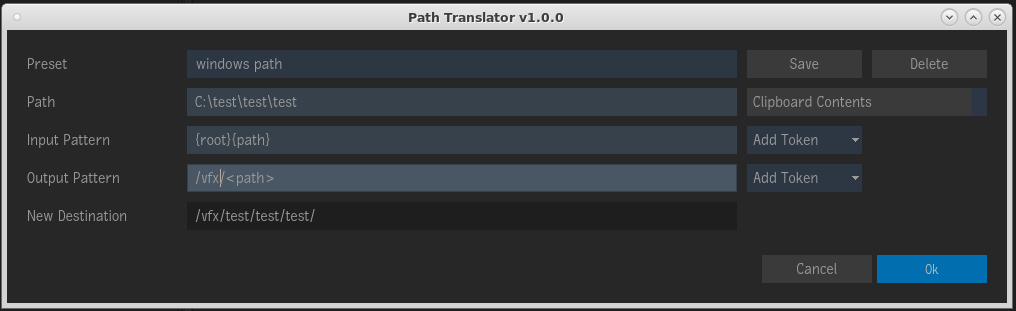 Path Translator v1.0.0
Preset windows path Save Delete
Path C:\test\test\test Clipboard Contents
Input Pattern {root}{path} Add Token
Output Pattern /vfx/<path> Add Token
New Destination /vfx/test/test/test/
Cancel Ok